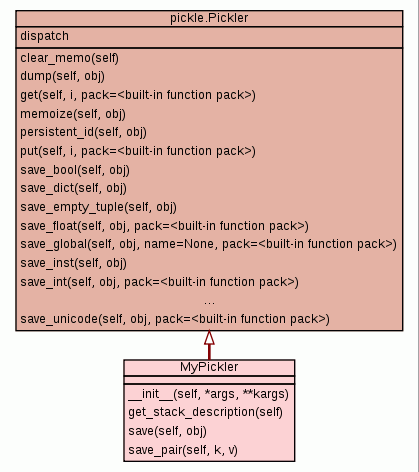 pickle.Pickler
dispatch
clear_memo(self)
dump(self, obj)
get(self, i, pack=<built-in function pack>)
memoize(self, obj)
persistent_id(self, obj)
put(self, i, pack=<built-in function pack>)
save_bool(self, obj)
save_dict(self, obj)
save_empty_tuple(self, obj)
save_float(self, obj, pack=<built-in function pack>)
save_global(self, obj, name=None, pack=<built-in function pack>)
save_inst(self, obj)
save_int(self, obj, pack=<built-in function pack>)
...
save_unicode(self, obj, pack=<built-in function pack>)
MyPickler
__init__(self, *args, **kargs)
get_stack_description(self)
save(self, obj)
save_pair(self, k, v)